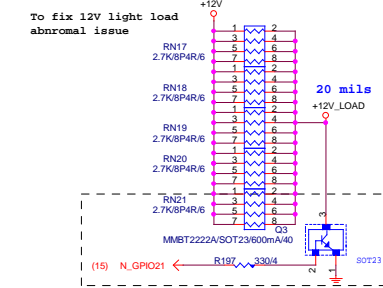 +12V
To fix 12V light load
abnromal issue
1 2
3 4
RN17 5 6
2.7K/8P4R/6 7 8
1 2
3 4
RN18 5 6
2.7K/8P4R/6 7 8
20 mils
+12V_LOAD
1 2
3 4
RN19 5 6
2.7K/8P4R/6 7 8
1 2
3 4
RN20 5 6
2.7K/8P4R/6 7 8
1 2
RN21 3 4
2.7K/8P4R/6 5 6
7 8
Q3
MMBT2222A/SOT23/600mA/40
3
SOT23
(15) N_GPIO21 R197 330/4
2 1